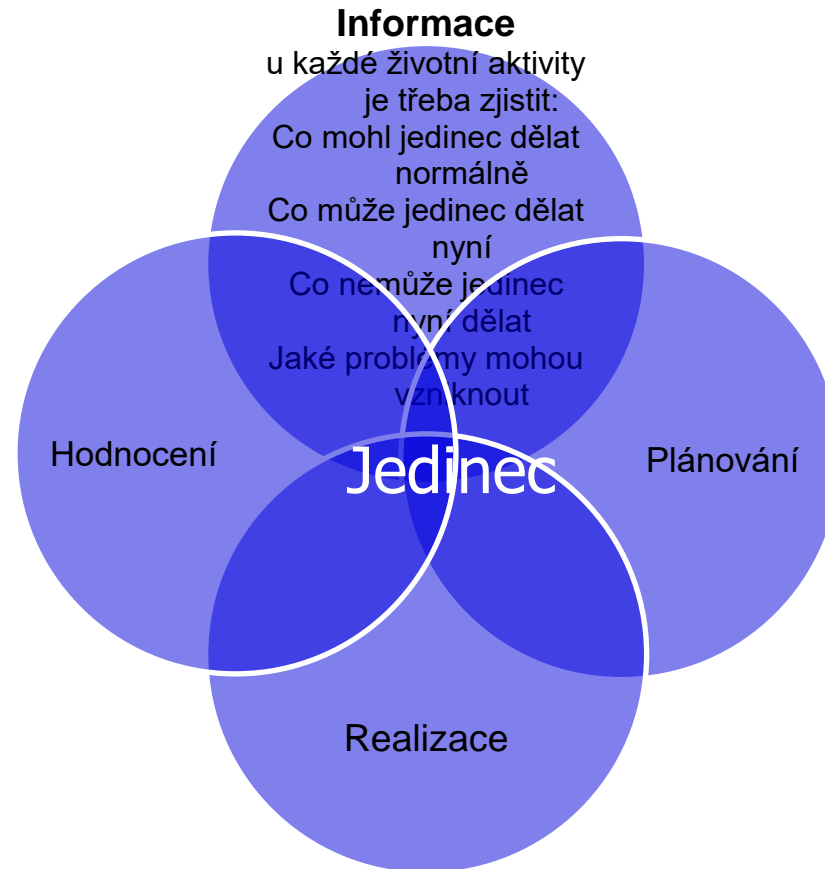 Informace
u každé životní aktivity
je třeba zjistit:
Co mohl jedinec dělat
normálně
Co může jedinec dělat
nyní
Co nemůže jedinec
nyní dělat
Jaké problémy mohou
vzniknout
Hodnocení
Jedinec
Plánování
Realizace